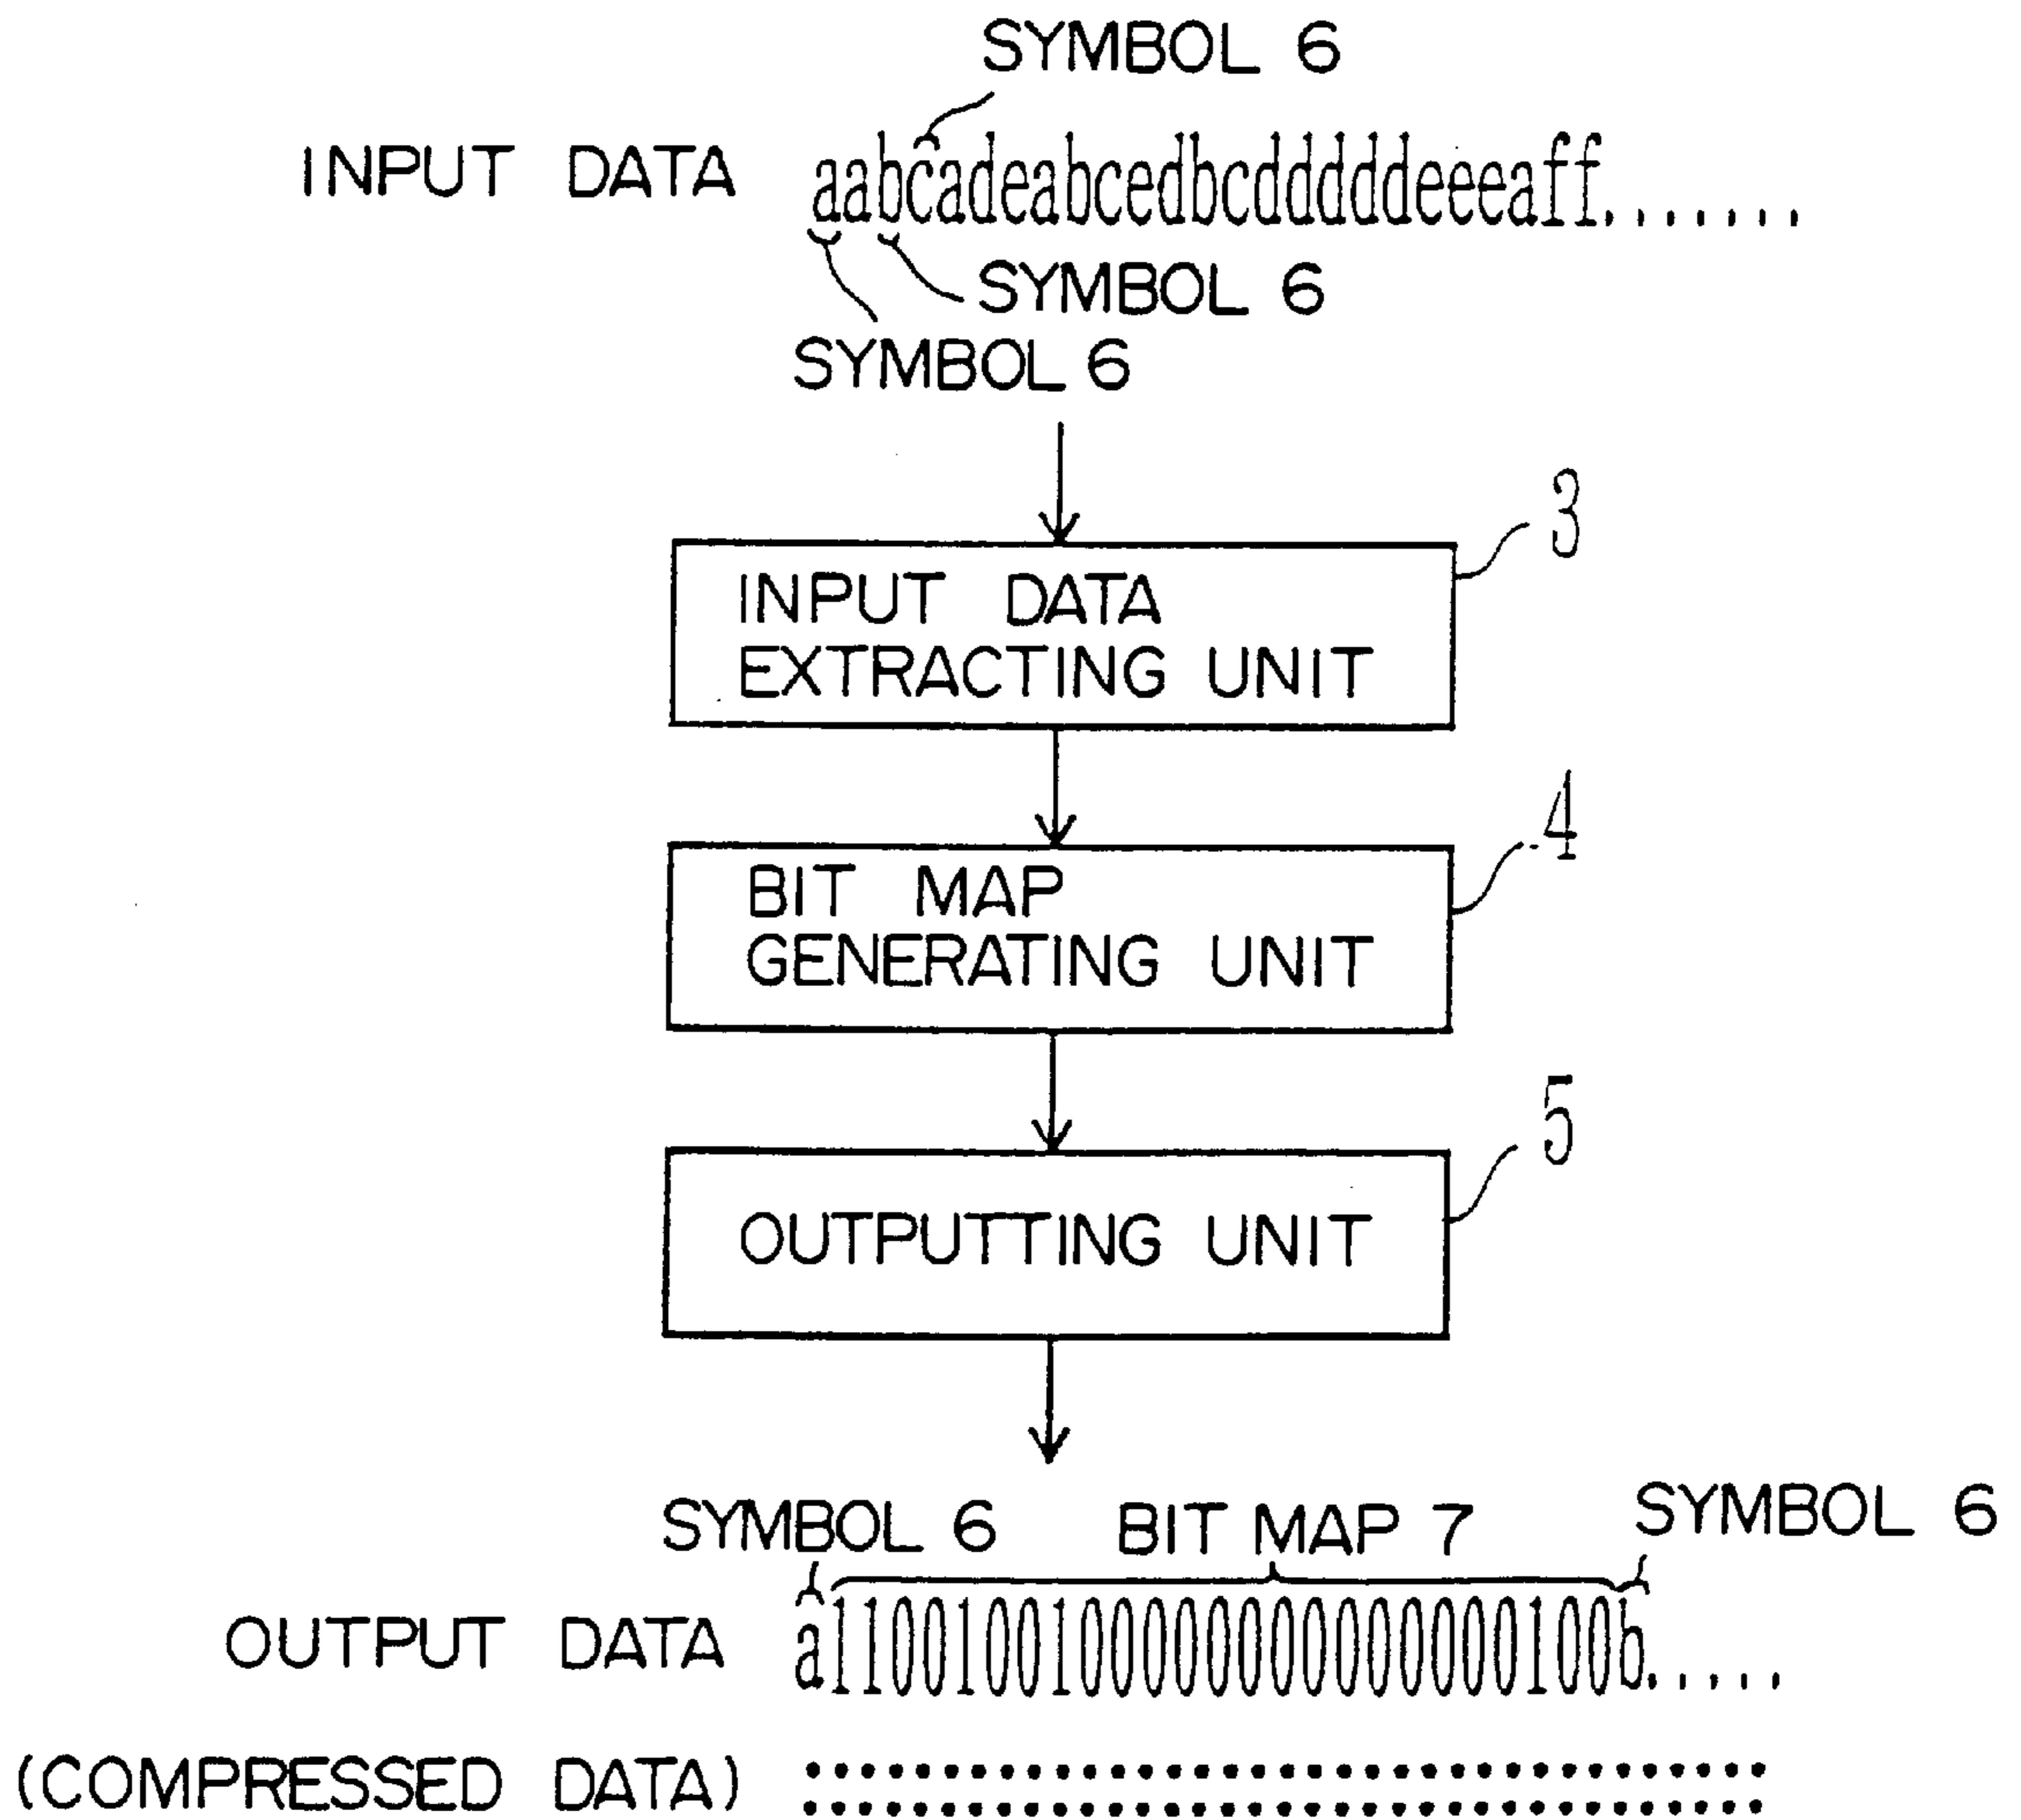 SYMBOL 6
INPUT DATA aabcadeabcedbcdddddeeeaff.......
SYMBOL 6
SYMBOL 6
3
INPUT DATA
EXTRACTING UNIT
4
BIT MAP
GENERATING UNIT
5
OUTPUTTING UNIT
SYMBOL 6 BIT MAP 7 SYMBOL 6
OUTPUT DATA a1100100100000000000000100b.....
(COMPRESSED DATA)